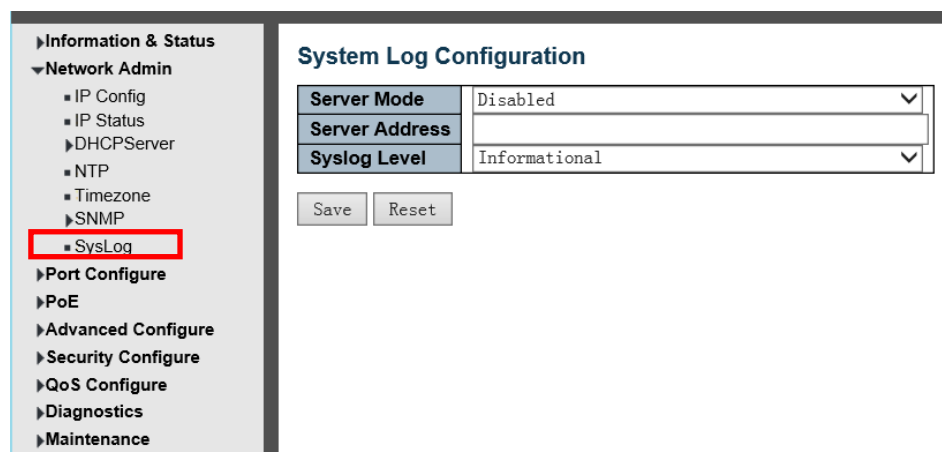 Information & Status
Network Admin
IP Config
IP Status
DHCPServer
NTP
Timezone
SNMP
SysLog
Port Configure
PoE
Advanced Configure
Security Configure
QoS Configure
Diagnostics
Maintenance
System Log Configuration
Server Mode Disabled
Server Address
Syslog Level Informational
Save Reset